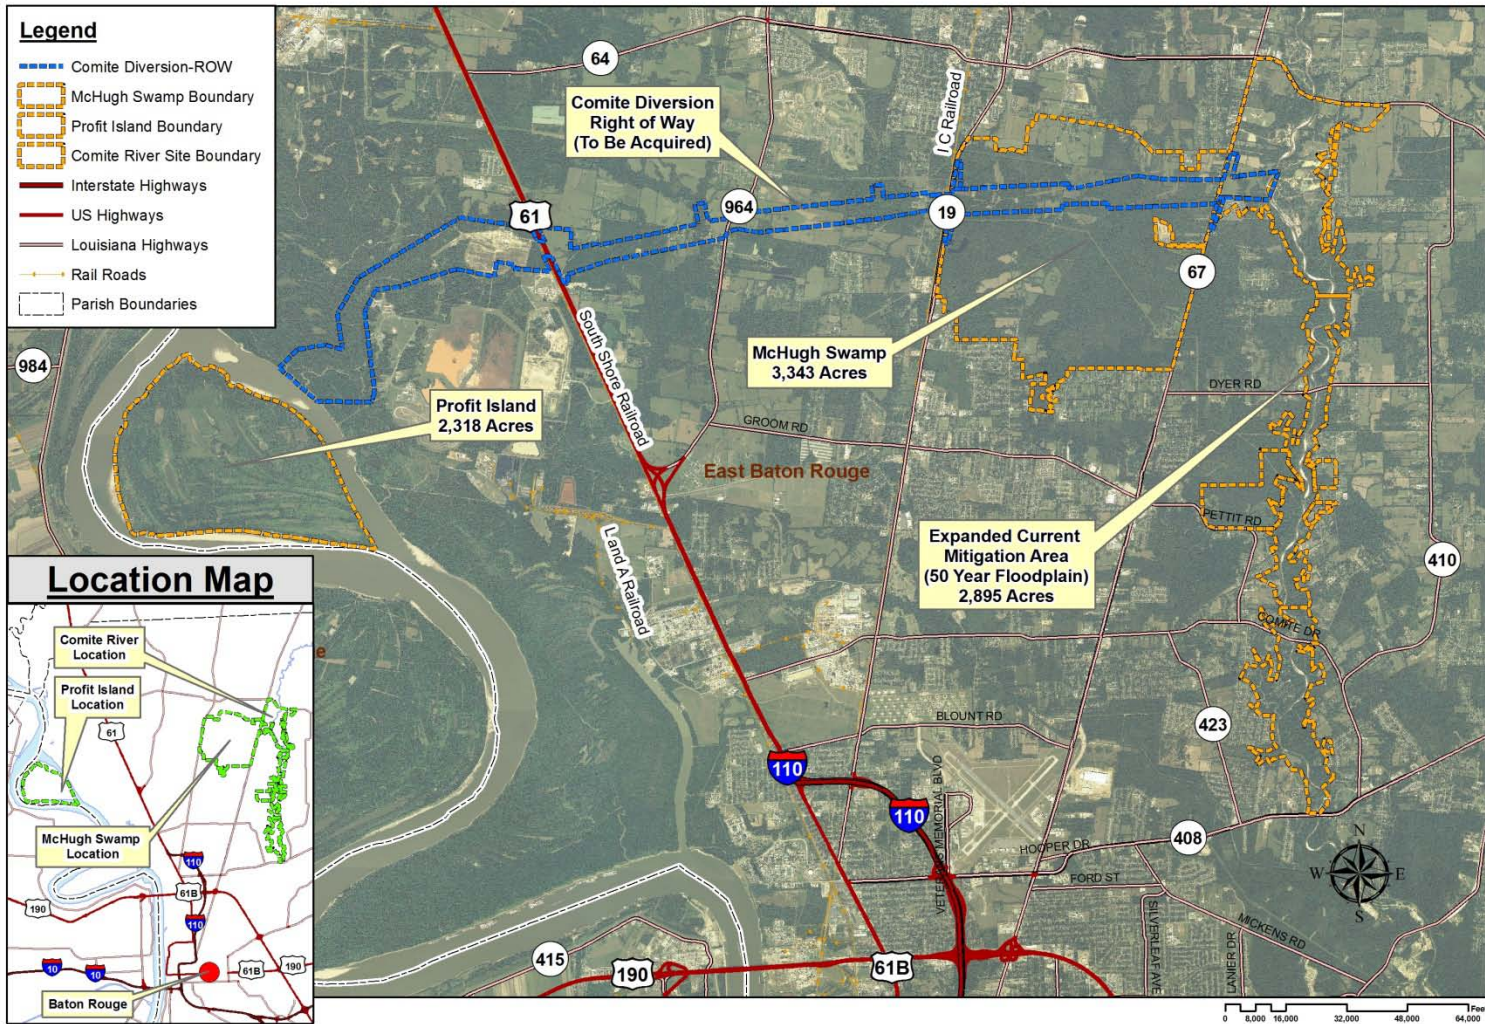 Legend
Comite Diversion-ROW
McHugh Swamp Boundary
Profit Island Boundary
Comite River Site Boundary
Interstate Highways
US Highways
Louisiana Highways
Rail Roads
Parish Boundaries
64
Comite Diversion
Right of Way
(To Be Acquired)
I C Railroad
61
964
19
67
984
South Shore Railroad
McHugh Swamp
3,343 Acres
DYER RD
Profit Island
2,318 Acres
GROOM RD
East Baton Rouge
PETTIT RD
Expanded Current
Mitigation Area
(50 Year Floodplain)
2,895 Acres
410
L and A Railroad
COMITE DR
423
BLOUNT RD
110
110
VETERANS MEMORIAL BLVD
HOOPER DR
408
FORD ST
SILVERLEAF AVE
LANIER DR
MICKENS RD
N
W
E
S
415
190
61B
Location Map
Comite River
Location
e
Profit Island
Location
61
McHugh Swamp
Location
110
61B
190
110
10
10
61B
190
Baton Rouge
0 8,000 16,000 32,000 48,000 64,000 Feet